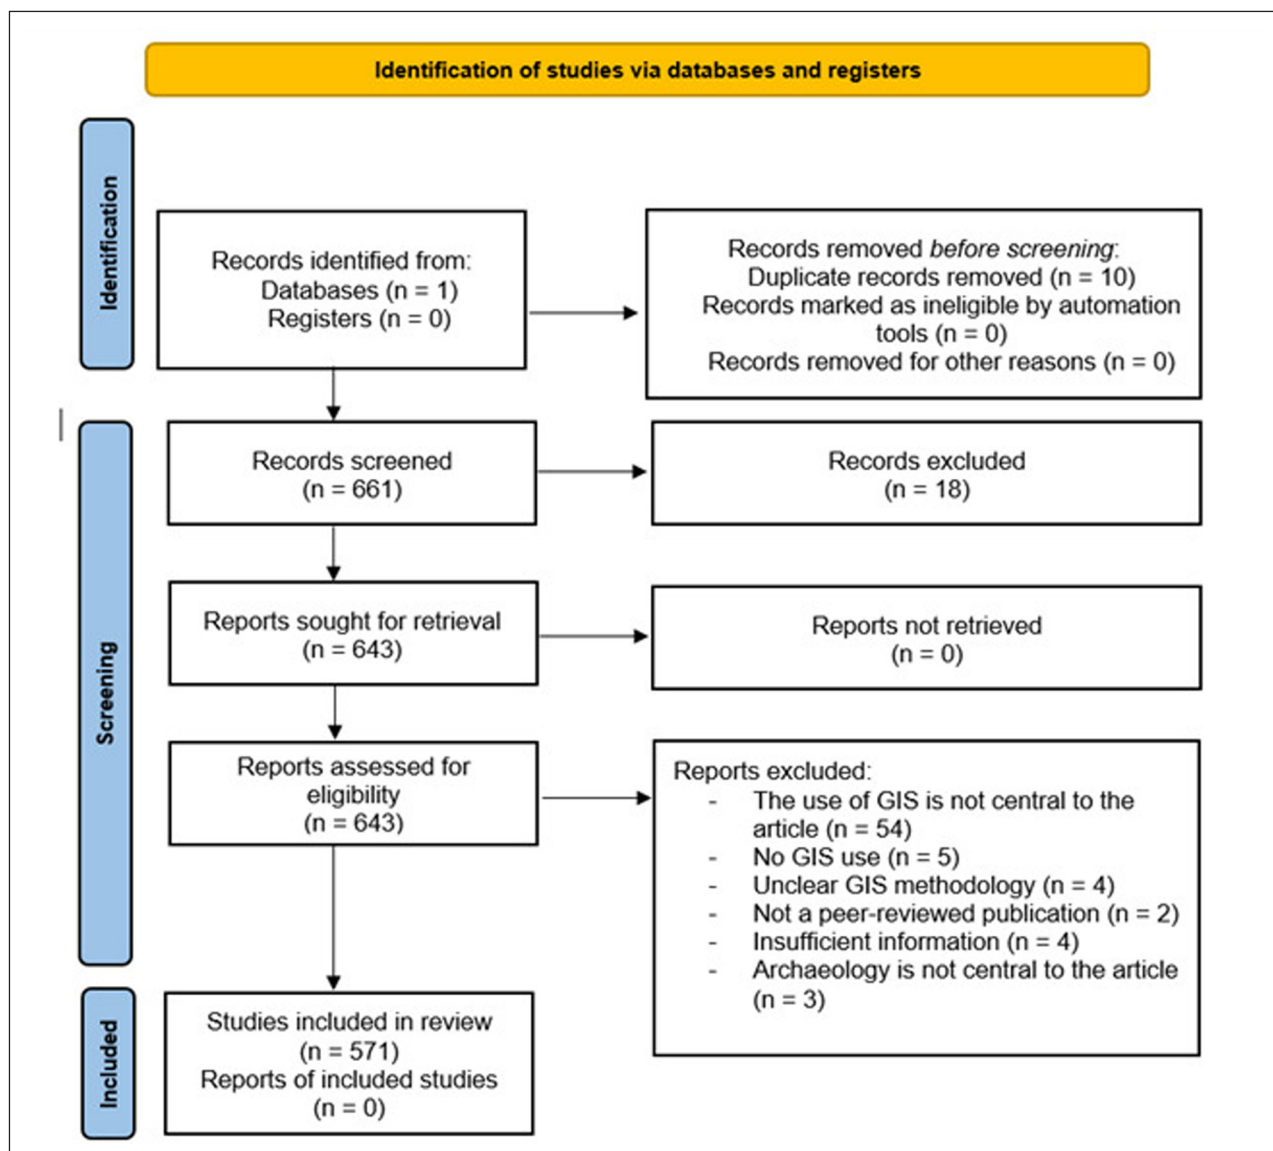 Identification of studies via databases and registers
Identification
Records identified from:
Databases (n = 1)
Registers (n = 0)
Records removed before screening:
Duplicate records removed (n = 10)
Records marked as ineligible by automation
tools (n = 0)
Records removed for other reasons (n = 0)
Screening
Records screened
(n = 661)
Records excluded
(n = 18)
Reports sought for retrieval
(n = 643)
Reports not retrieved
(n = 0)
Reports assessed for
eligibility
(n = 643)
Reports excluded:
- The use of GIS is not central to the
article (n = 54)
- No GIS use (n = 5)
- Unclear GIS methodology (n = 4)
- Not a peer-reviewed publication (n = 2)
- Insufficient information (n = 4)
- Archaeology is not central to the article
(n = 3)
Included
Studies included in review
(n = 571)
Reports of included studies
(n = 0)